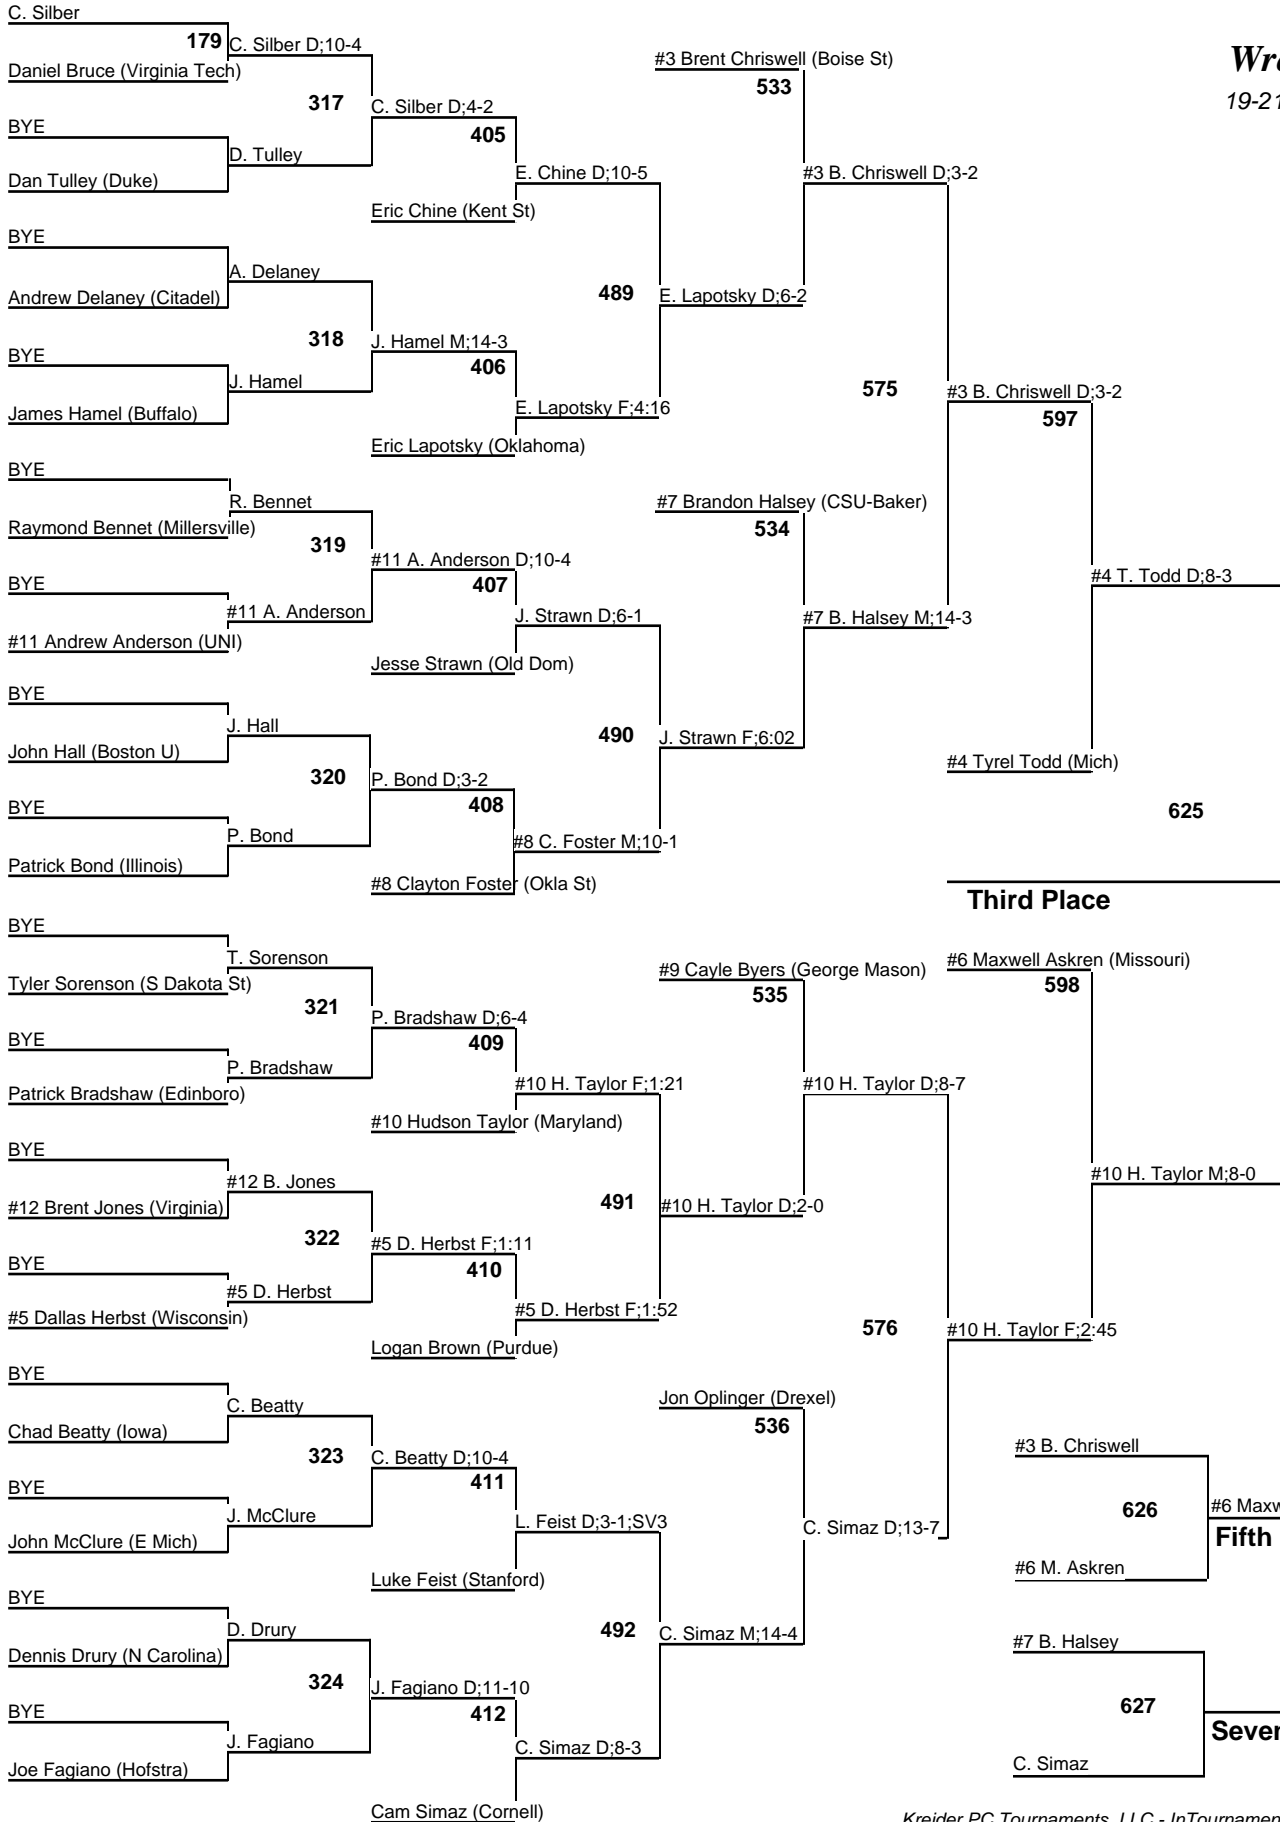 C. Silber
179
C. Silber D;10-4
Daniel Bruce (Virginia Tech)
317
C. Silber D;4-2
BYE
405
D. Tulley
Dan Tulley (Duke)
E. Chine D;10-5
Eric Chine (Kent St)
BYE
A. Delaney
Andrew Delaney (Citadel)
489
E. Lapotsky D;6-2
318
J. Hamel M;14-3
BYE
406
J. Hamel
James Hamel (Buffalo)
E. Lapotsky F;4:16
Eric Lapotsky (Oklahoma)
BYE
R. Bennet
Raymond Bennet (Millersville)
319
#11 A. Anderson D;10-4
BYE
407
#11 A. Anderson
#11 Andrew Anderson (UNI)
J. Strawn D;6-1
Jesse Strawn (Old Dom)
BYE
J. Hall
John Hall (Boston U)
490
J. Strawn F;6:02
320
P. Bond D;3-2
BYE
408
P. Bond
Patrick Bond (Illinois)
#8 C. Foster M;10-1
#8 Clayton Foster (Okla St)
BYE
T. Sorenson
Tyler Sorenson (S Dakota St)
321
P. Bradshaw D;6-4
BYE
409
P. Bradshaw
Patrick Bradshaw (Edinboro)
#10 H. Taylor F;1:21
#10 Hudson Taylor (Maryland)
BYE
#12 B. Jones
#12 Brent Jones (Virginia)
491
#10 H. Taylor D;2-0
322
#5 D. Herbst F;1:11
BYE
410
#5 D. Herbst
#5 Dallas Herbst (Wisconsin)
#5 D. Herbst F;1:52
Logan Brown (Purdue)
BYE
C. Beatty
Chad Beatty (Iowa)
323
C. Beatty D;10-4
BYE
411
J. McClure
John McClure (E Mich)
L. Feist D;3-1;SV3
Luke Feist (Stanford)
BYE
D. Drury
Dennis Drury (N Carolina)
492
C. Simaz M;14-4
324
J. Fagiano D;11-10
BYE
412
J. Fagiano
Joe Fagiano (Hofstra)
C. Simaz D;8-3
Cam Simaz (Cornell)
#3 Brent Chriswell (Boise St)
533
#3 B. Chriswell D;3-2
575
#3 B. Chriswell D;3-2
597
#7 Brandon Halsey (CSU-Baker)
534
#7 B. Halsey M;14-3
#4 T. Todd D;8-3
#4 Tyrel Todd (Mich)
625
Third Place
#9 Cayle Byers (George Mason)
535
#6 Maxwell Askren (Missouri)
598
#10 H. Taylor D;8-7
#10 H. Taylor M;8-0
576
#10 H. Taylor F;2:45
Jon Oplinger (Drexel)
536
C. Simaz D;13-7
#3 B. Chriswell
626
#6 Maxw
Fifth
#6 M. Askren
#7 B. Halsey
627
Seven
C. Simaz
Wre
19-21
Kreider PC Tournaments, LLC - InTournamen